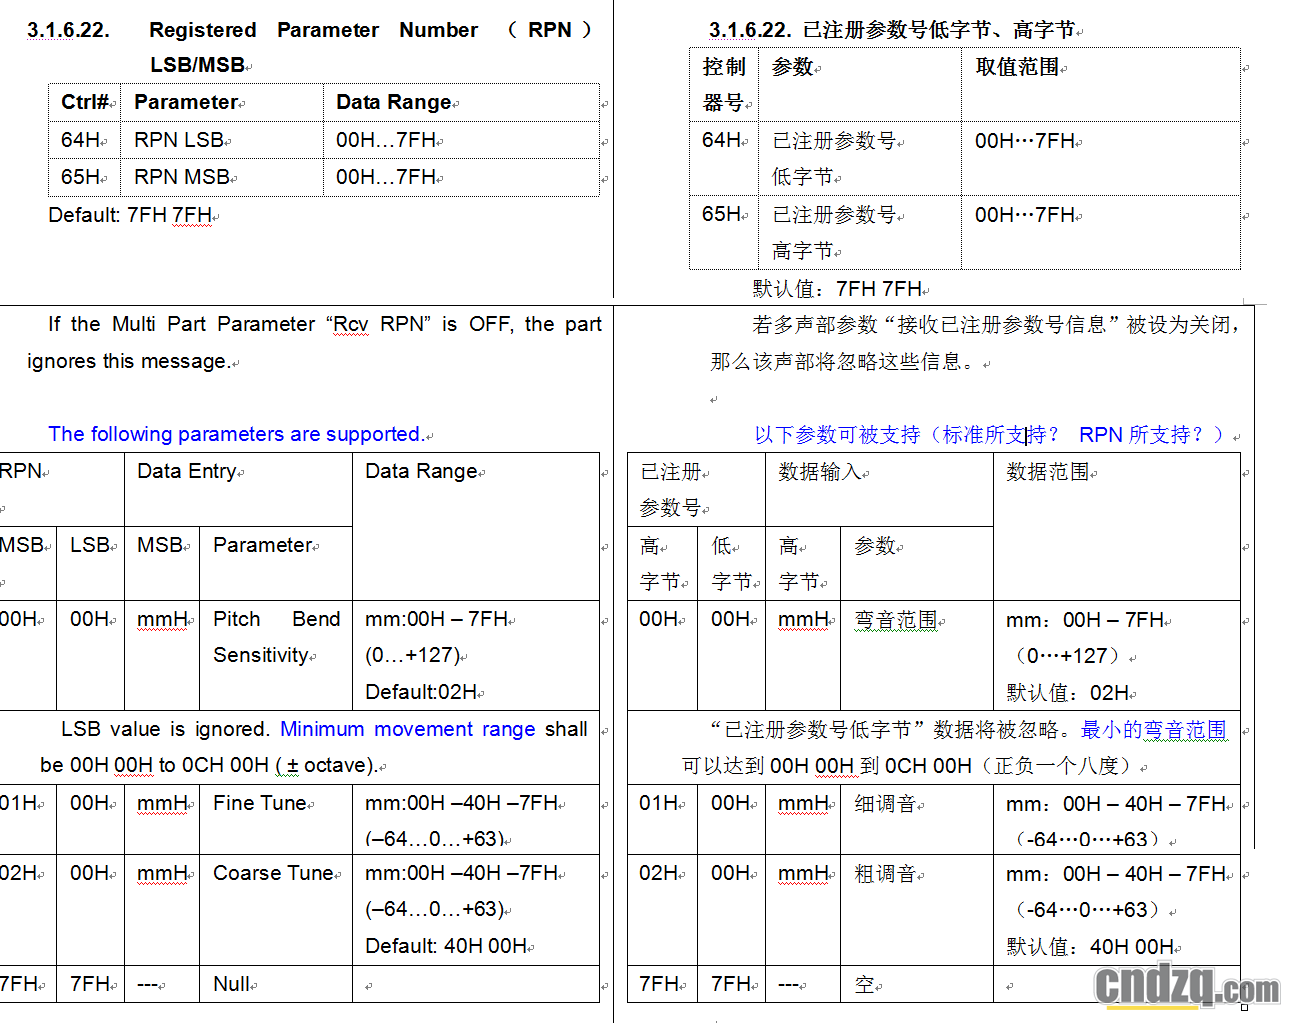 3.1.6.22. Registered Parameter Number （RPN）
LSB/MSB
Ctrl# Parameter Data Range
64H RPN LSB 00H…7FH
65H RPN MSB 00H…7FH
Default: 7FH 7FH
If the Multi Part Parameter “Rcv RPN” is OFF, the part
ignores this message.
The following parameters are supported.
RPN Data Entry Data Range
MSB LSB MSB Parameter
00H 00H mmH Pitch Bend mm:00H – 7FH
Sensitivity (0…+127)
Default:02H
LSB value is ignored. Minimum movement range shall
be 00H 00H to 0CH 00H ( ± octave).
01H 00H mmH Fine Tune mm:00H –40H –7FH
(–64…0…+63)
02H 00H mmH Coarse Tune mm:00H –40H –7FH
(–64…0…+63)
Default: 40H 00H
7FH 7FH --- Null
3.1.6.22. 已注册参数号低字节、高字节
控制 参数 取值范围
器号
64H 已注册参数号 00H…7FH
低字节
65H 已注册参数号 00H…7FH
高字节
默认值：7FH 7FH
若多声部参数“接收已注册参数号信息”被设为关闭，
那么该声部将忽略这些信息。
以下参数可被支持（标准所支持？ RPN 所支持？）
已注册 数据输入 数据范围
参数号
高 低 高 参数
字节 字节 字节
00H 00H mmH 弯音范围 mm：00H – 7FH
（0…+127）
默认值：02H
“已注册参数号低字节”数据将被忽略。最小的弯音范围
可以达到 00H 00H 到 0CH 00H（正负一个八度）
01H 00H mmH 细调音 mm：00H – 40H – 7FH
（-64…0…+63）
02H 00H mmH 粗调音 mm：00H – 40H – 7FH
（-64…0…+63）
默认值：40H 00H
7FH 7FH --- 空
cndzq.com